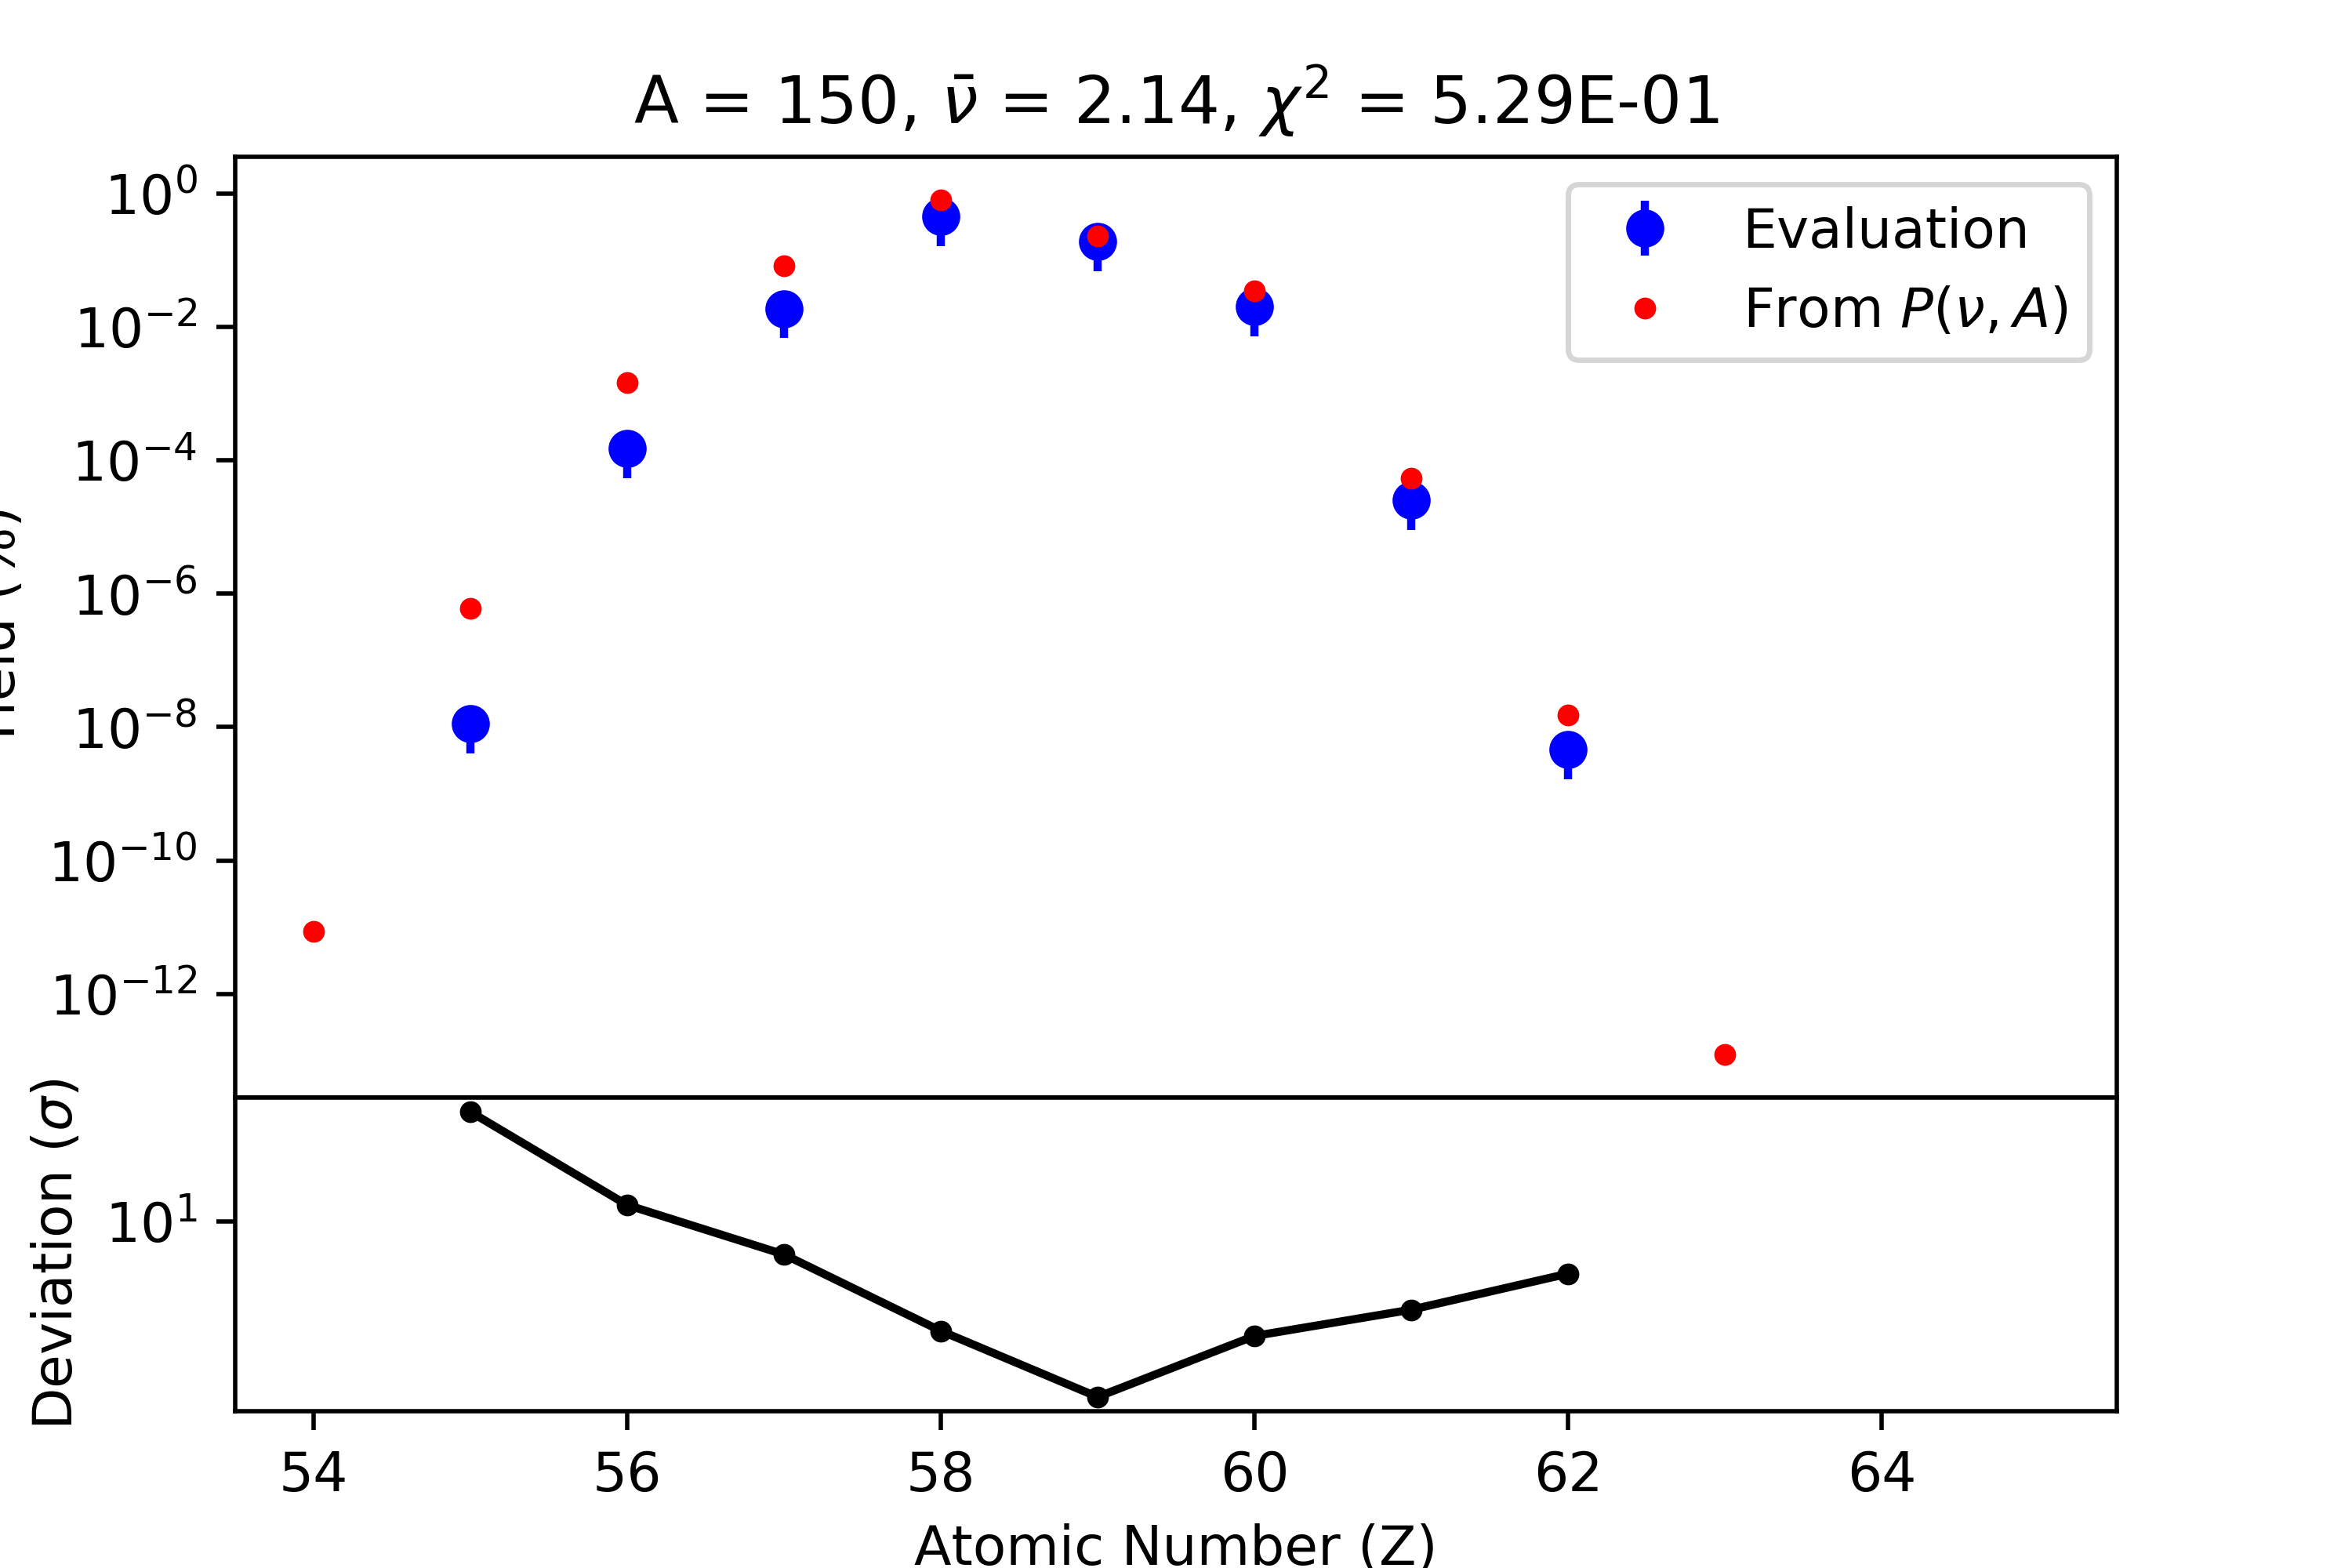 A = 150, ν̄ = 2.14, χ² = 5.29E-01
Evaluation
From P(ν, A)
10⁰
10⁻²
10⁻⁴
10⁻⁶
10⁻⁸
10⁻¹⁰
10⁻¹²
Yield (%)
10¹
Deviation (σ)
54 56 58 60 62 64
Atomic Number (Z)